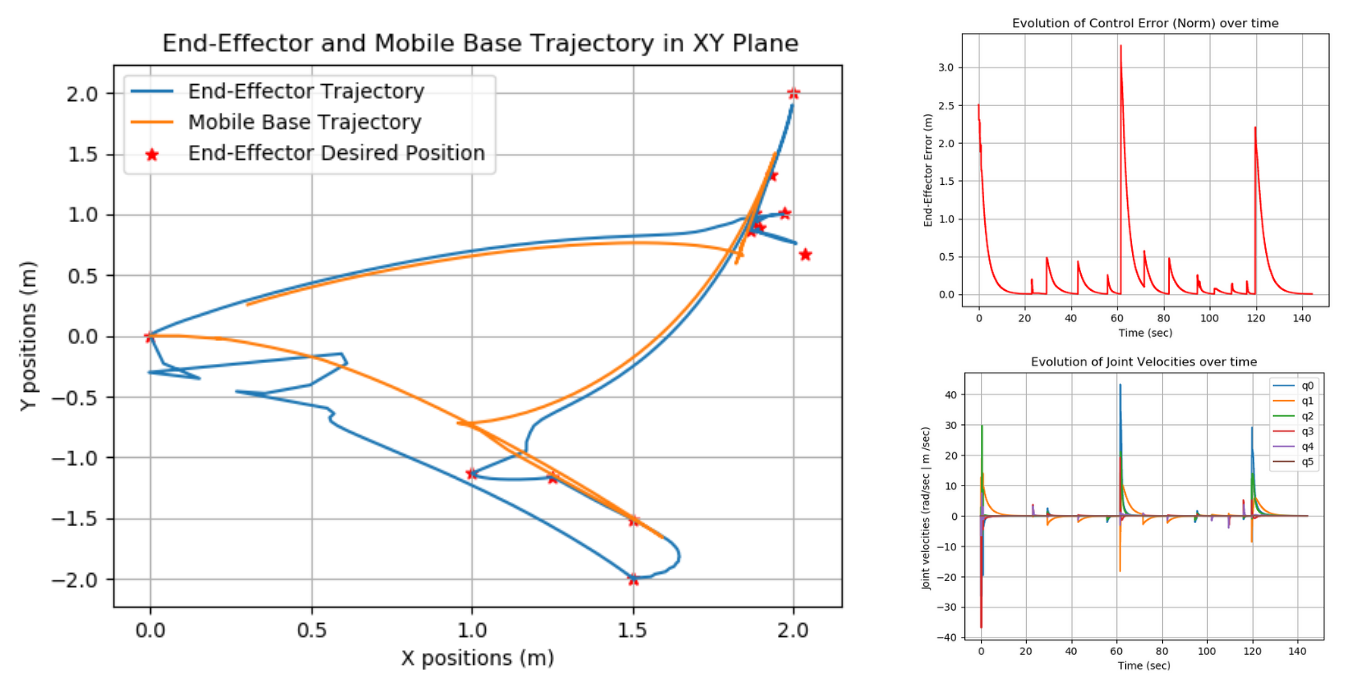 End-Effector and Mobile Base Trajectory in XY Plane
End-Effector Trajectory
Mobile Base Trajectory
End-Effector Desired Position
Y positions (m)
2.0
1.5
1.0
0.5
0.0
−0.5
−1.0
−1.5
−2.0
0.0 0.5 1.0 1.5 2.0
X positions (m)
Evolution of Control Error (Norm) over time
End-Effector Error (m)
3.0
2.5
2.0
1.5
1.0
0.5
0.0
0 20 40 60 80 100 120 140
Time (sec)
Evolution of Joint Velocities over time
Joint velocities (rad/sec | m /sec)
40
30
20
10
0
−10
−20
−30
−40
q0
q1
q2
q3
q4
q5
0 20 40 60 80 100 120 140
Time (sec)